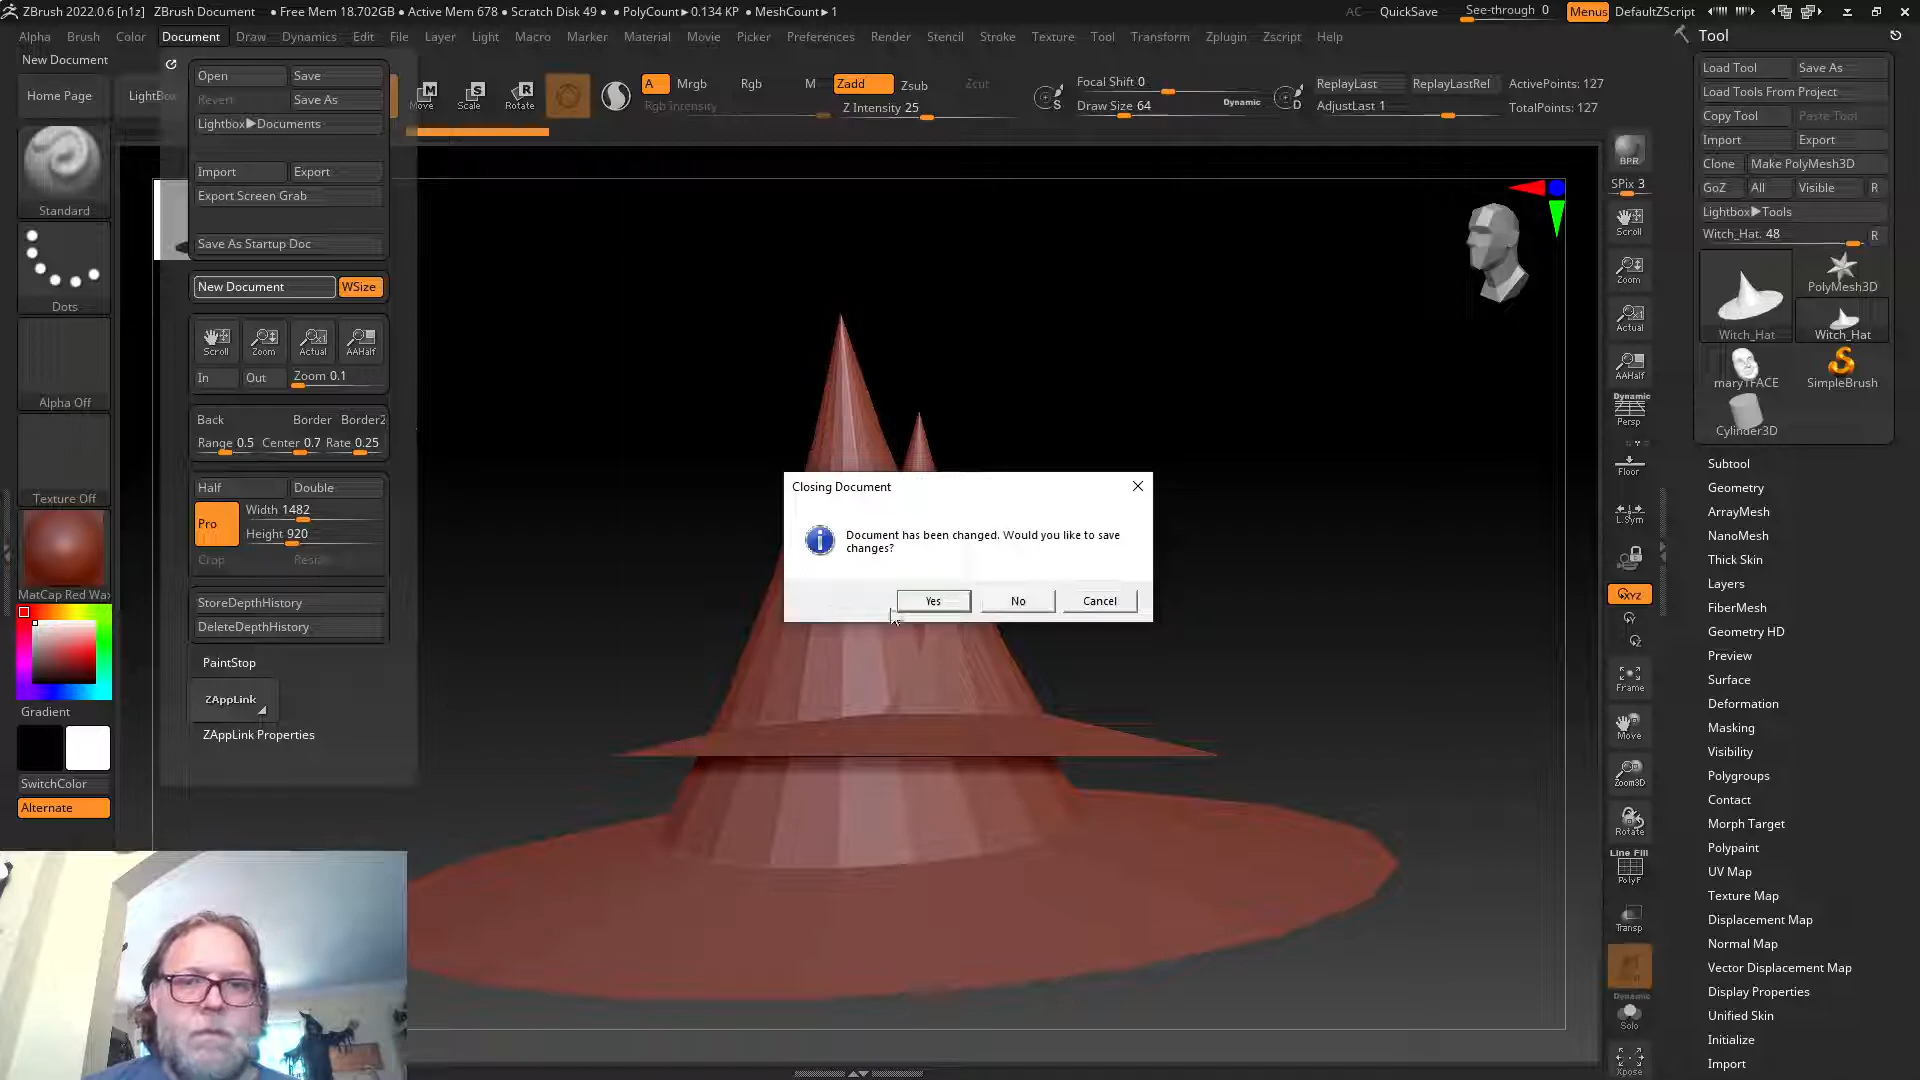 ZBrush 2022.0.6 [n1z] ZBrush Document ● Free Mem 18.702GB ● Active Mem 678 ● Scratch Disk 49 ● PolyCount▶0.134 KP ● MeshCount▶1 AC QuickSave See-through 0 Menus DefaultZScript
Alpha Brush Color Document Draw Dynamics Edit File Layer Light Macro Marker Material Movie Picker Preferences Render Stencil Stroke Texture Tool Transform Zplugin Zscript Help
New Document
Home Page LightBox
Open Save
Revert Save As
Lightbox▶Documents
Import Export
Export Screen Grab
Save As Startup Doc
New Document WSize
Scroll Zoom Actual AAHalf
In Out Zoom 0.1
Back Border Border2
Range 0.5 Center 0.7 Rate 0.25
Half Double
Pro Width 1482
Height 920
Crop
StoreDepthHistory
DeleteDepthHistory
PaintStop
ZAppLink
ZAppLink Properties
Standard
Dots
Alpha Off
Texture Off
MatCap Red Wax
Gradient
SwitchColor
Alternate
M S R
Move Scale Rotate
A Mrgb Rgb M Zadd Zsub Zcut
Rgb Intensity Z Intensity 25
S Focal Shift 0
Draw Size 64 Dynamic D
ReplayLast ReplayLastRel ActivePoints: 127
AdjustLast 1 TotalPoints: 127
Closing Document
Document has been changed. Would you like to save
changes?
Yes No Cancel
BPR
SPix 3
Scroll
Zoom
Actual
AAHalf
Dynamic
Persp
Floor
L.Sym
XYZ
Frame
Move
Zoom3D
Rotate
Line Fill
PolyF
Transp
Dynamic
Solo
Xpose
Tool
Load Tool Save As
Load Tools From Project
Copy Tool Paste Tool
Import Export
Clone Make PolyMesh3D
GoZ All Visible R
Lightbox▶Tools
Witch_Hat. 48 R
Witch_Hat PolyMesh3D
Witch_Hat
mary1FACE SimpleBrush
Cylinder3D
Subtool
Geometry
ArrayMesh
NanoMesh
Thick Skin
Layers
FiberMesh
Geometry HD
Preview
Surface
Deformation
Masking
Visibility
Polygroups
Contact
Morph Target
Polypaint
UV Map
Texture Map
Displacement Map
Normal Map
Vector Displacement Map
Display Properties
Unified Skin
Initialize
Import